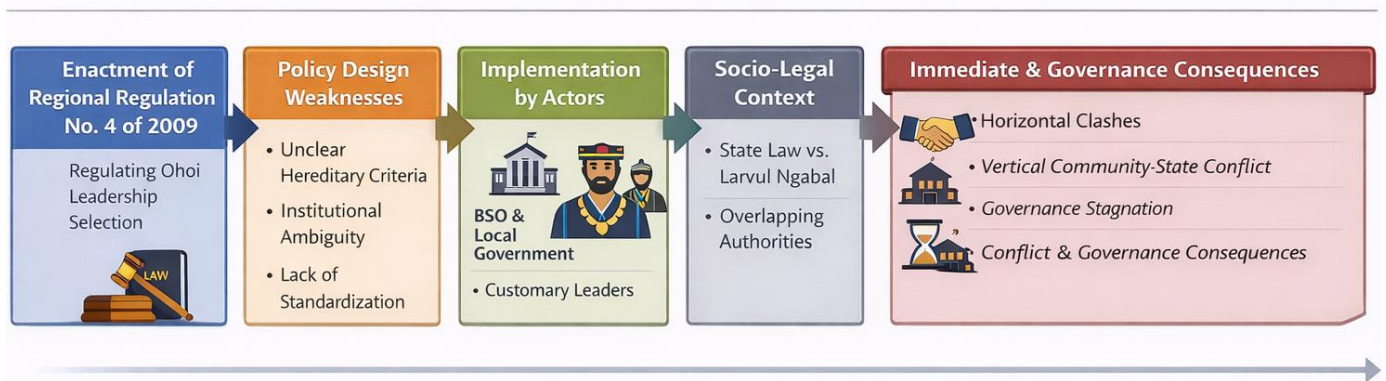 Enactment of
Regional Regulation
No. 4 of 2009
Regulating Ohoi
Leadership
Selection
LAW
Policy Design
Weaknesses
• Unclear
Hereditary Criteria
• Institutional
Ambiguity
• Lack of
Standardization
Implementation
by Actors
BSO &
Local
Government
• Customary Leaders
Socio-Legal
Context
• State Law vs.
Larvul Ngabal
• Overlapping
Authorities
Immediate & Governance Consequences
• Horizontal Clashes
• Vertical Community-State Conflict
• Governance Stagnation
Conflict & Governance Consequences